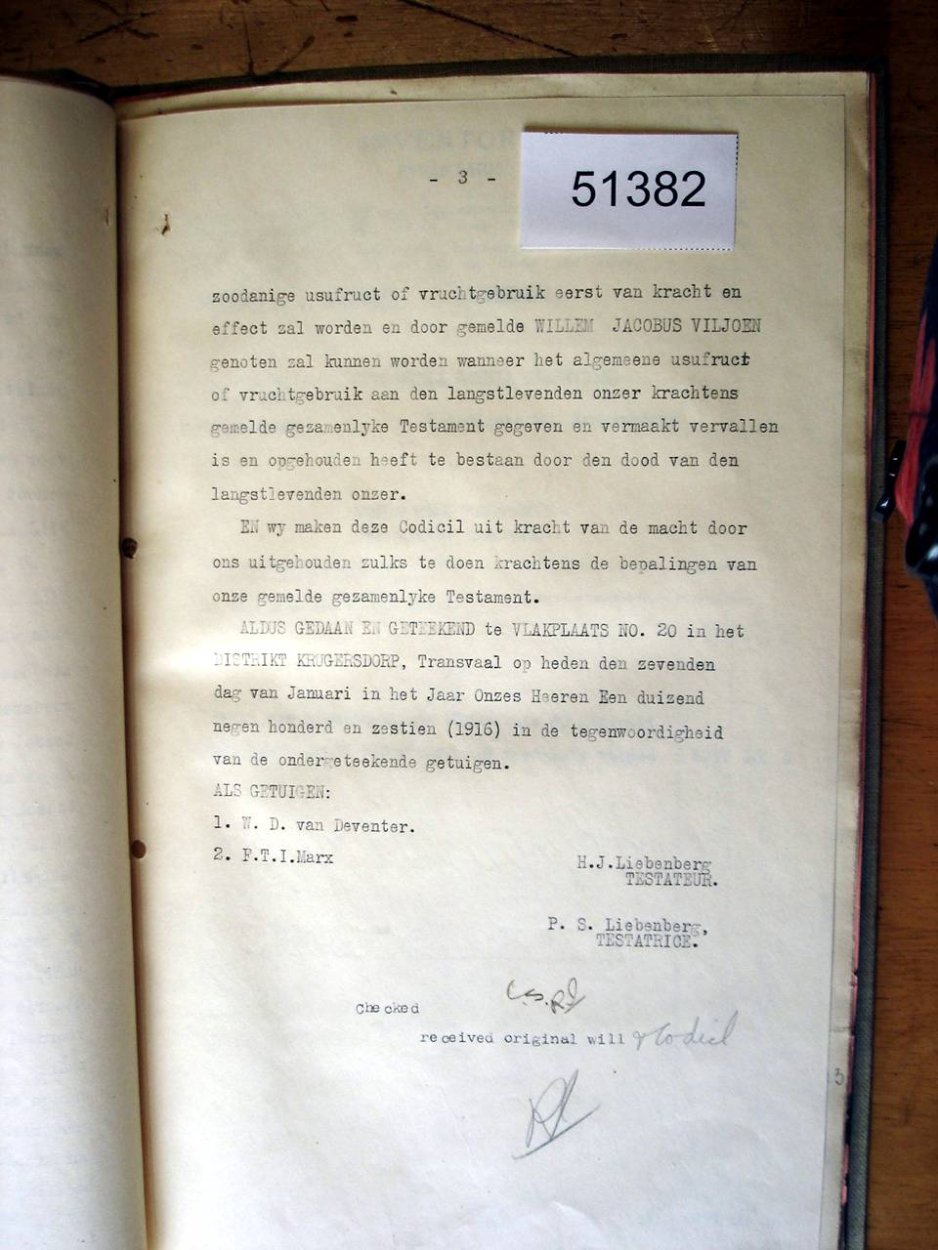 - 3 -
51382
zoodanige usufruct of vruchtgebruik eerst van kracht en
effect zal worden en door gemelde WILLEM JACOBUS VILJOEN
genoten zal kunnen worden wanneer het algemeene usufruct
of vruchtgebruik aan den langstlevenden onzer krachtens
gemelde gezamenlyke Testament gegeven en vermaakt vervallen
is en opgehouden heeft te bestaan door den dood van den
langstlevenden onzer.
EN wy maken deze Codicil uit kracht van de macht door
ons uitgehouden zulks te doen krachtens de bepalingen van
onze gemelde gezamenlyke Testament.
ALDUS GEDAAN EN GETEEKEND te VLAKPLAATS NO. 20 in het
DISTRIKT KRUGERSDORP, Transvaal op heden den zevenden
dag van Januari in het Jaar Onzes Heeren Een duizend
negen honderd en zestien (1916) in de tegenwoordigheid
van de ondergeteekende getuigen.
ALS GETUIGEN:
1. W. D. van Deventer.
2. F.T.I.Marx
H.J.Liebenberg
TESTATEUR.
P. S. Liebenberg,
TESTATRICE.
Checked
received original will & Codicil
3